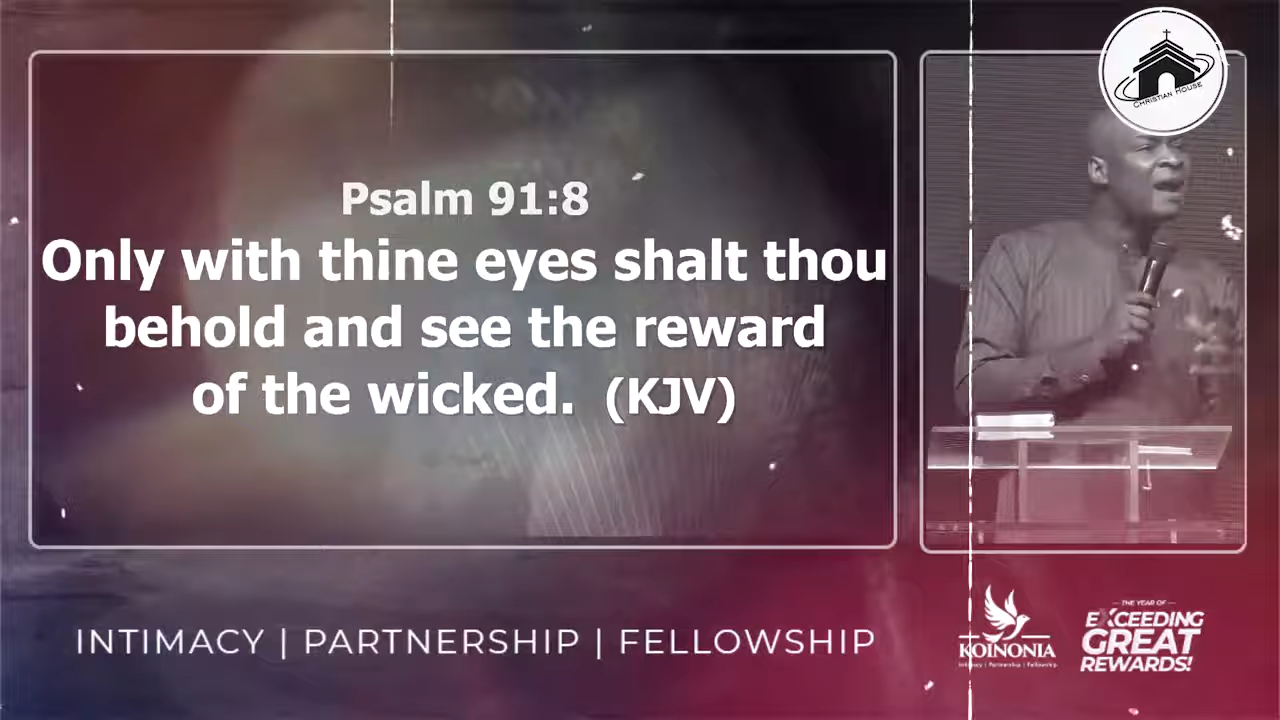 CHRISTIAN HOUSE
Psalm 91:8
Only with thine eyes shalt thou
behold and see the reward
of the wicked. (KJV)
INTIMACY | PARTNERSHIP | FELLOWSHIP
KOINONIA
Intimacy | Partnership | Fellowship
THE YEAR OF
EXCEEDING
GREAT
REWARDS!